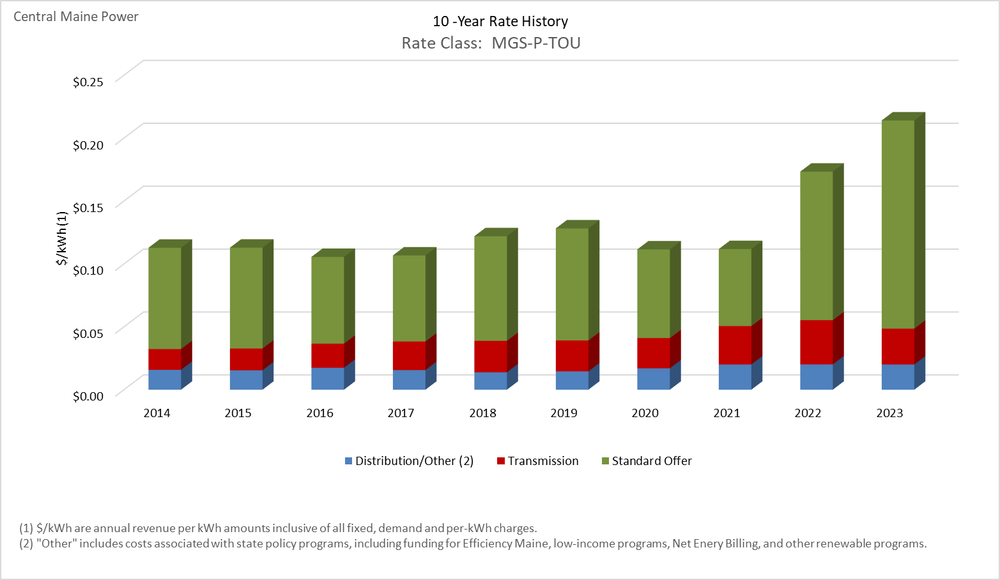 Central Maine Power
10 -Year Rate History
Rate Class:  MGS-P-TOU
$/kWh (1)
$0.25
$0.20
$0.15
$0.10
$0.05
$0.00
2014 2015 2016 2017 2018 2019 2020 2021 2022 2023
Distribution/Other (2) Transmission Standard Offer
(1) $/kWh are annual revenue per kWh amounts inclusive of all fixed, demand and per-kWh charges.
(2) "Other" includes costs associated with state policy programs, including funding for Efficiency Maine, low-income programs, Net Enery Billing, and other renewable programs.